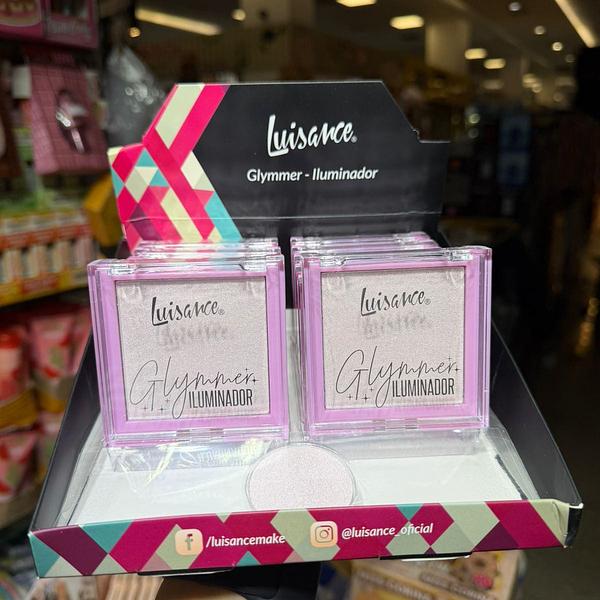 Luisance®
Glymmer - Iluminador
Luisance®
Glymmer
ILUMINADOR
Luisance®
Glymmer
ILUMINADOR
/luisancemake
@luisance_oficial